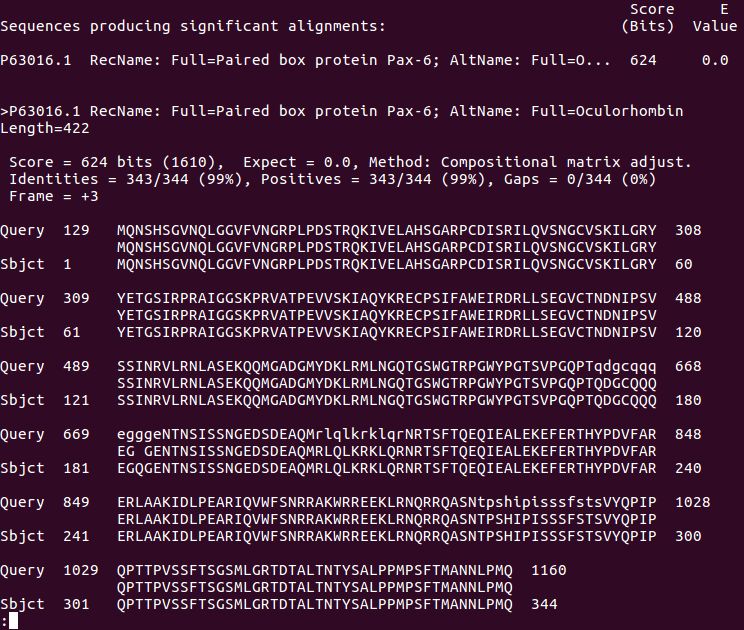 Score E
Sequences producing significant alignments: (Bits) Value
P63016.1 RecName: Full=Paired box protein Pax-6; AltName: Full=O... 624 0.0
>P63016.1 RecName: Full=Paired box protein Pax-6; AltName: Full=Oculorhombin
Length=422
Score = 624 bits (1610), Expect = 0.0, Method: Compositional matrix adjust.
Identities = 343/344 (99%), Positives = 343/344 (99%), Gaps = 0/344 (0%)
Frame = +3
Query 129 MQNSHSGVNQLGGVFVNGRPLPDSTRQKIVELAHSGARPCDISRILQVSNGCVSKILGRY 308
MQNSHSGVNQLGGVFVNGRPLPDSTRQKIVELAHSGARPCDISRILQVSNGCVSKILGRY
Sbjct 1 MQNSHSGVNQLGGVFVNGRPLPDSTRQKIVELAHSGARPCDISRILQVSNGCVSKILGRY 60
Query 309 YETGSIRPRAIGGSKPRVATPEVVSKIAQYKRECPSIFAWEIRDRLLSEGVCTNDNIPSV 488
YETGSIRPRAIGGSKPRVATPEVVSKIAQYKRECPSIFAWEIRDRLLSEGVCTNDNIPSV
Sbjct 61 YETGSIRPRAIGGSKPRVATPEVVSKIAQYKRECPSIFAWEIRDRLLSEGVCTNDNIPSV 120
Query 489 SSINRVLRNLASEKQQMGADGMYDKLRMLNGQTGSWGTRPGWYPGTSVPGQPTqdgcqqq 668
SSINRVLRNLASEKQQMGADGMYDKLRMLNGQTGSWGTRPGWYPGTSVPGQPTQDGCQQQ
Sbjct 121 SSINRVLRNLASEKQQMGADGMYDKLRMLNGQTGSWGTRPGWYPGTSVPGQPTQDGCQQQ 180
Query 669 egggeNTNSISSNGEDSDEAQMrlqlkrklqrNRTSFTQEQIEALEKEFERTHYPDVFAR 848
EG GENTNSISSNGEDSDEAQMRLQLKRKLQRNRTSFTQEQIEALEKEFERTHYPDVFAR
Sbjct 181 EGQGENTNSISSNGEDSDEAQMRLQLKRKLQRNRTSFTQEQIEALEKEFERTHYPDVFAR 240
Query 849 ERLAAKIDLPEARIQVWFSNRRAKWRREEKLRNQRRQASNtpshipisssfstsVYQPIP 1028
ERLAAKIDLPEARIQVWFSNRRAKWRREEKLRNQRRQASNTPSHIPISSSFSTSVYQPIP
Sbjct 241 ERLAAKIDLPEARIQVWFSNRRAKWRREEKLRNQRRQASNTPSHIPISSSFSTSVYQPIP 300
Query 1029 QPTTPVSSFTSGSMLGRTDTALTNTYSALPPMPSFTMANNLPMQ 1160
QPTTPVSSFTSGSMLGRTDTALTNTYSALPPMPSFTMANNLPMQ
Sbjct 301 QPTTPVSSFTSGSMLGRTDTALTNTYSALPPMPSFTMANNLPMQ 344
: